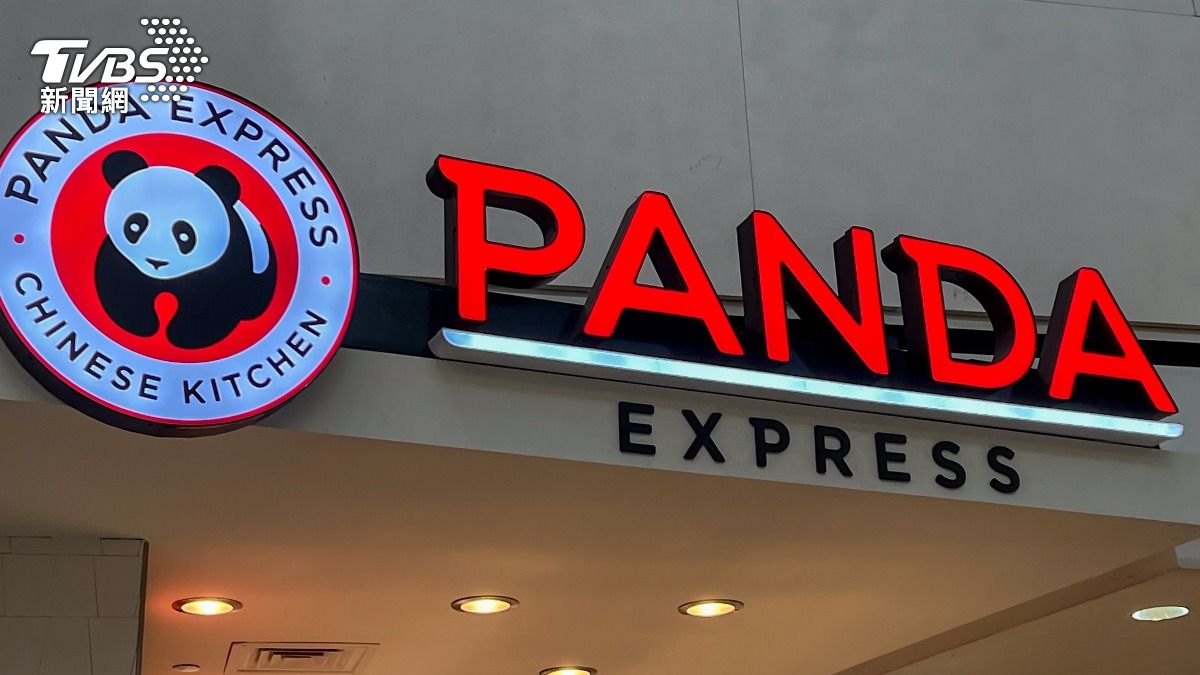 TVBS
新聞網
PANDA EXPRESS
CHINESE KITCHEN
PANDA
EXPRESS